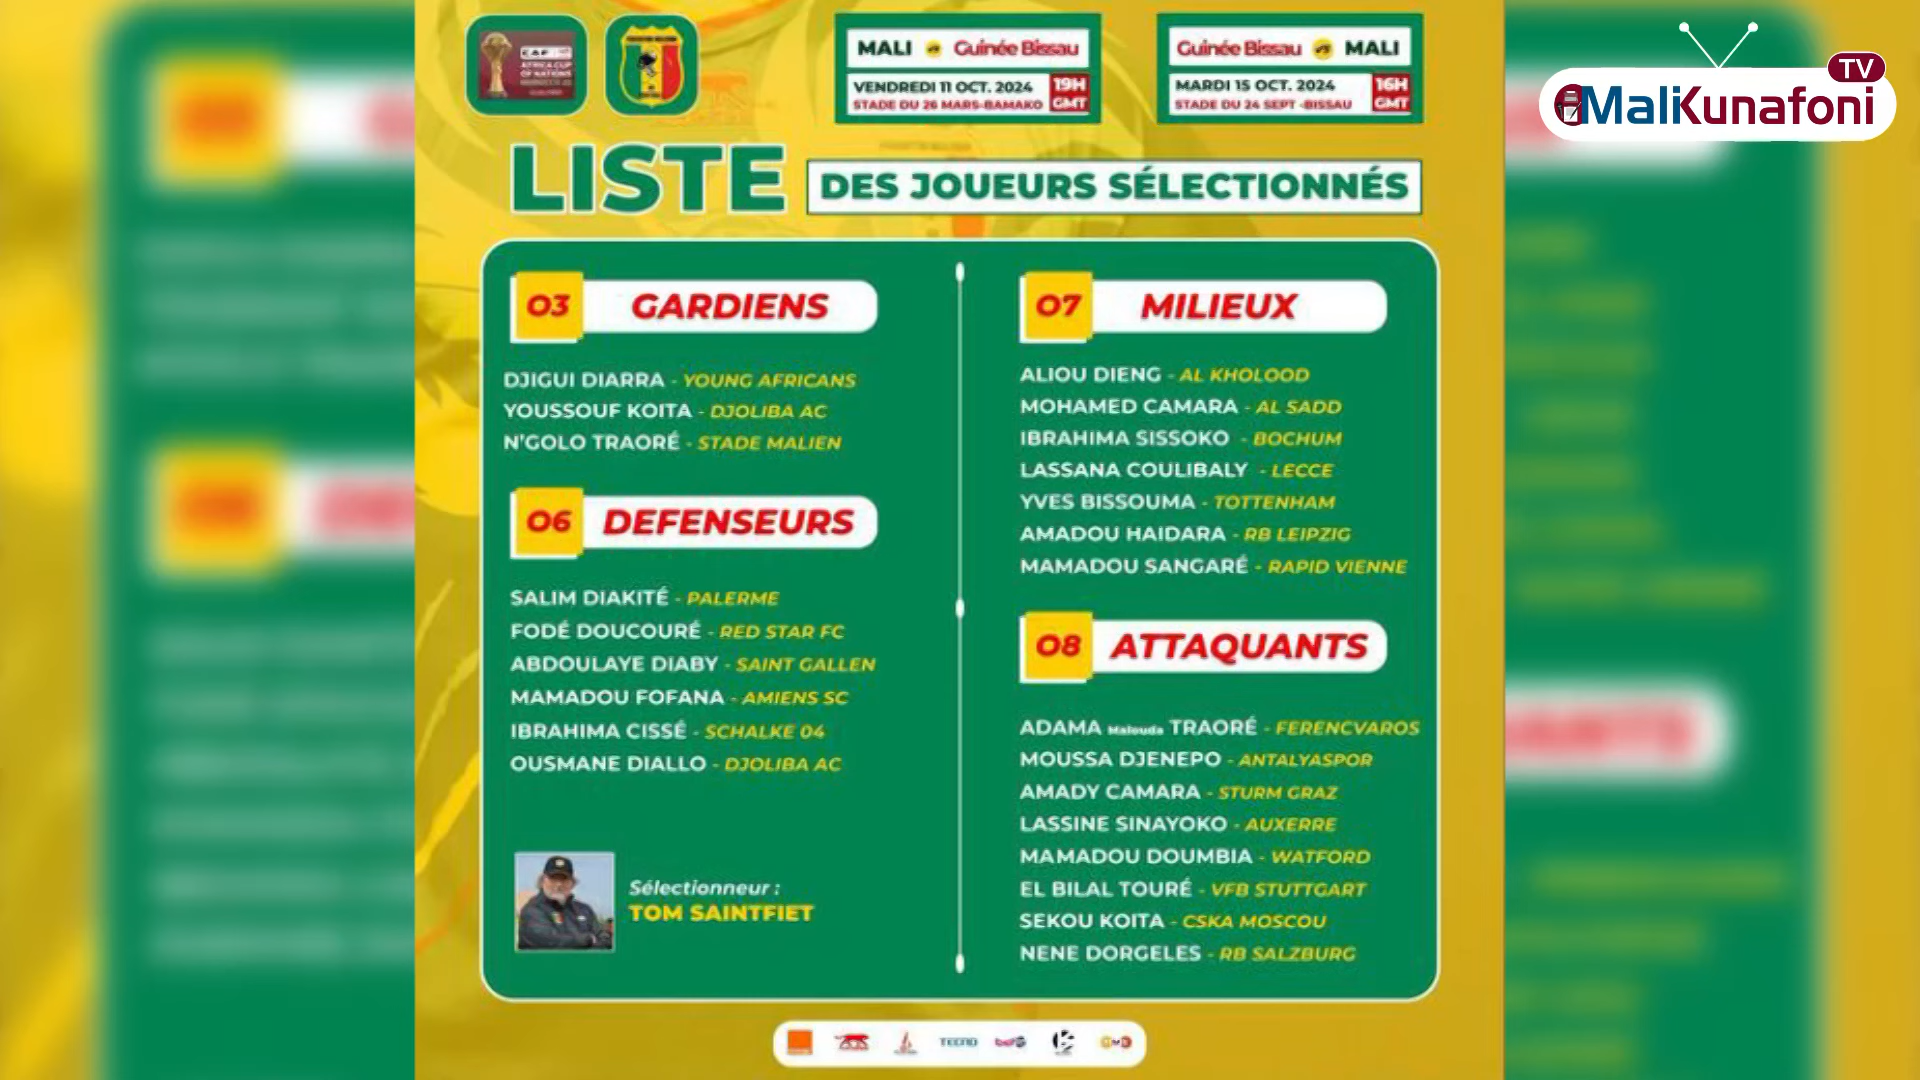 CAF
AFRICA CUP
OF NATIONS
MALI
Guinée Bissau
VENDREDI 11 OCT. 2024
19H
GMT
STADE DU 26 MARS-BAMAKO
Guinée Bissau
MALI
MARDI 15 OCT. 2024
16H
GMT
STADE DU 24 SEPT -BISSAU
TV
MaliKunafoni
LISTE
DES JOUEURS SÉLECTIONNÉS
03 GARDIENS
DJIGUI DIARRA - YOUNG AFRICANS
YOUSSOUF KOITA - DJOLIBA AC
N'GOLO TRAORÉ - STADE MALIEN
06 DEFENSEURS
SALIM DIAKITÉ - PALERME
FODÉ DOUCOURÉ - RED STAR FC
ABDOULAYE DIABY - SAINT GALLEN
MAMADOU FOFANA - AMIENS SC
IBRAHIMA CISSÉ - SCHALKE 04
OUSMANE DIALLO - DJOLIBA AC
Sélectionneur :
TOM SAINTFIET
07 MILIEUX
ALIOU DIENG - AL KHOLOOD
MOHAMED CAMARA - AL SADD
IBRAHIMA SISSOKO - BOCHUM
LASSANA COULIBALY - LECCE
YVES BISSOUMA - TOTTENHAM
AMADOU HAIDARA - RB LEIPZIG
MAMADOU SANGARÉ - RAPID VIENNE
08 ATTAQUANTS
ADAMA Malouda TRAORÉ - FERENCVAROS
MOUSSA DJENEPO - ANTALYASPOR
AMADY CAMARA - STURM GRAZ
LASSINE SINAYOKO - AUXERRE
MAMADOU DOUMBIA - WATFORD
EL BILAL TOURÉ - VFB STUTTGART
SEKOU KOITA - CSKA MOSCOU
NENE DORGELES - RB SALZBURG
TECNO